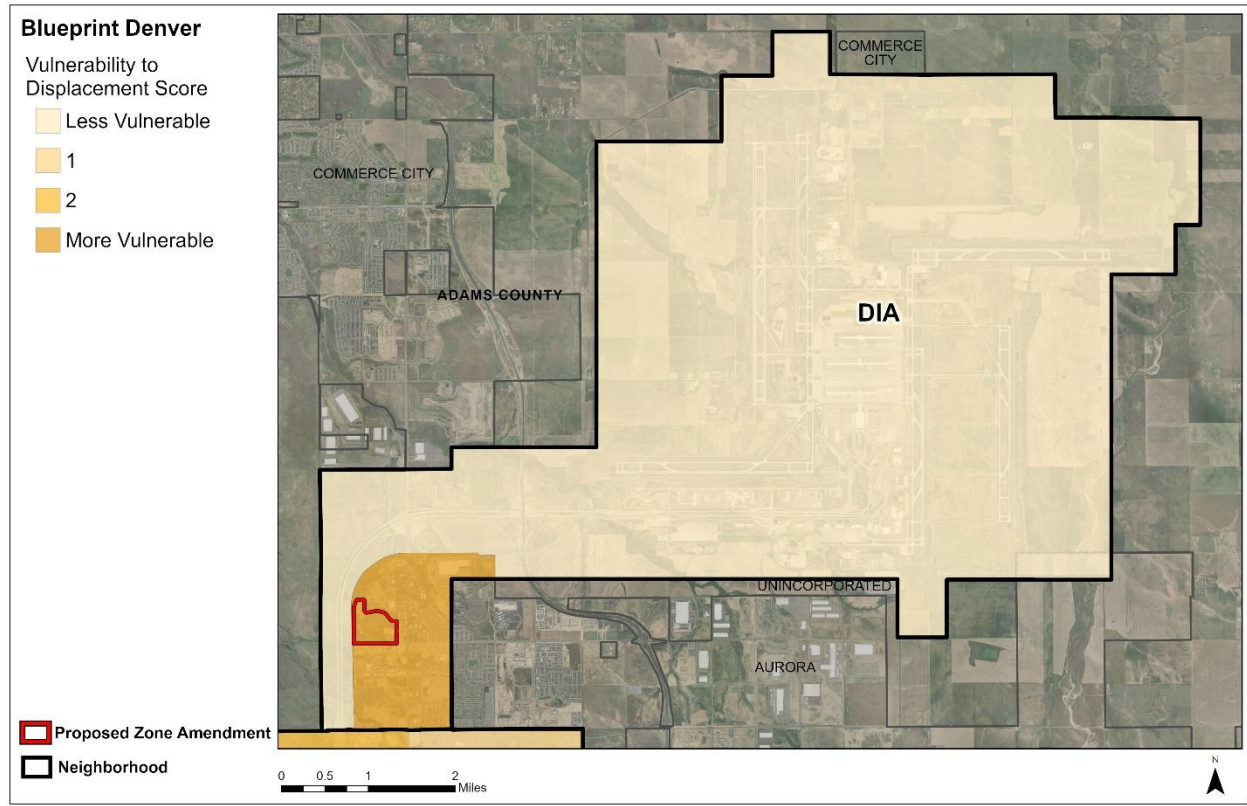 Blueprint Denver
Vulnerability to
Displacement Score
Less Vulnerable
1
2
More Vulnerable
COMMERCE
CITY
COMMERCE CITY
ADAMS COUNTY
DIA
UNINCORPORATED
AURORA
Proposed Zone Amendment
Neighborhood
0 0.5 1 2
Miles
N